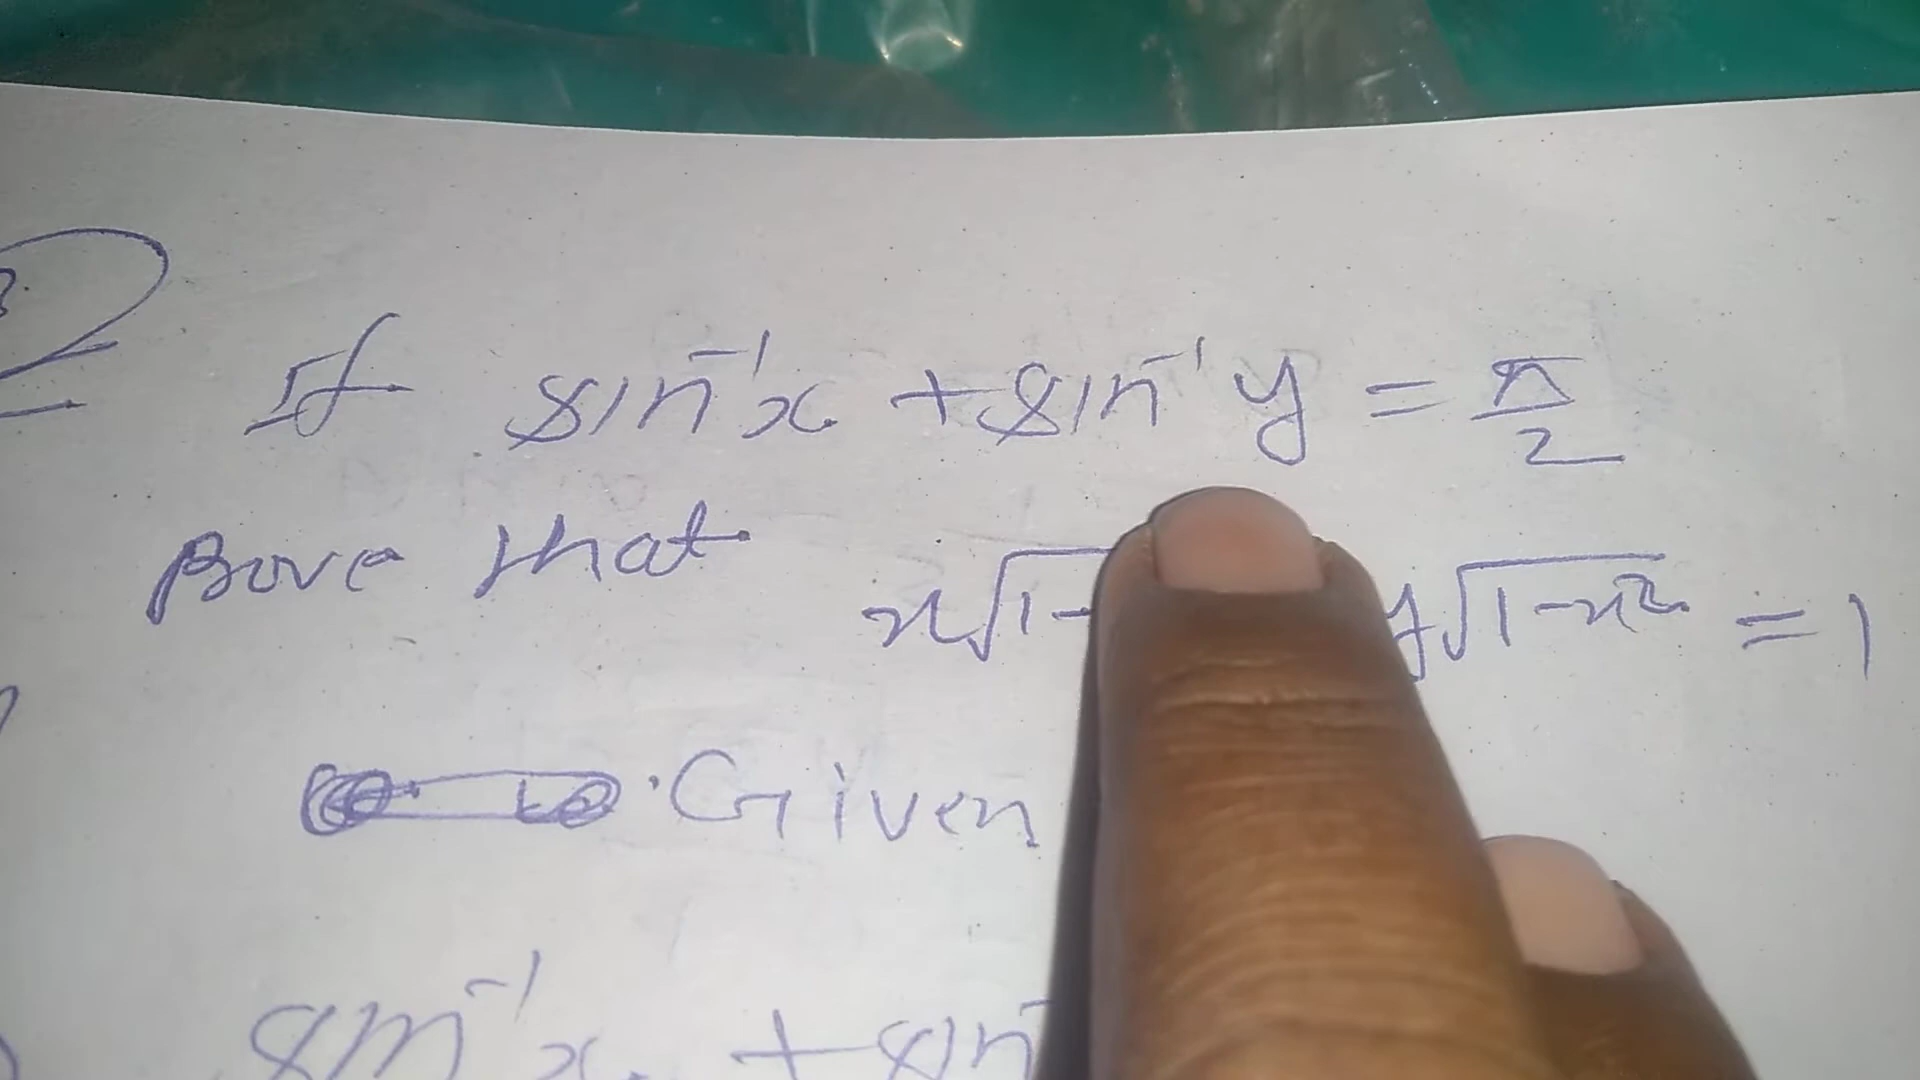 If sin⁻¹x + sin⁻¹y = π/2
Prove that x√1- y√1-x² = 1
Given
sin⁻¹x + sin